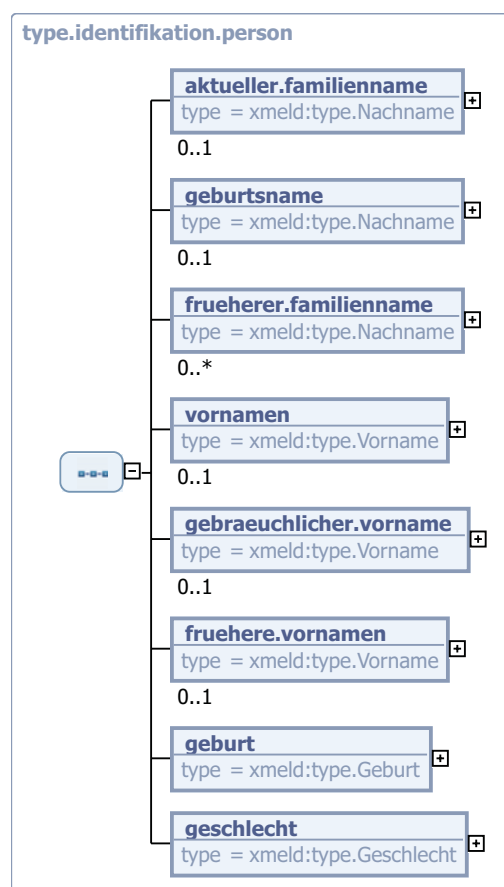 type.identifikation.person
aktueller.familienname
type = xmeld:type.Nachname
0..1
geburtsname
type = xmeld:type.Nachname
0..1
frueherer.familienname
type = xmeld:type.Nachname
0..*
vornamen
type = xmeld:type.Vorname
0..1
gebraeuchlicher.vorname
type = xmeld:type.Vorname
0..1
fruehere.vornamen
type = xmeld:type.Vorname
0..1
geburt
type = xmeld:type.Geburt
geschlecht
type = xmeld:type.Geschlecht